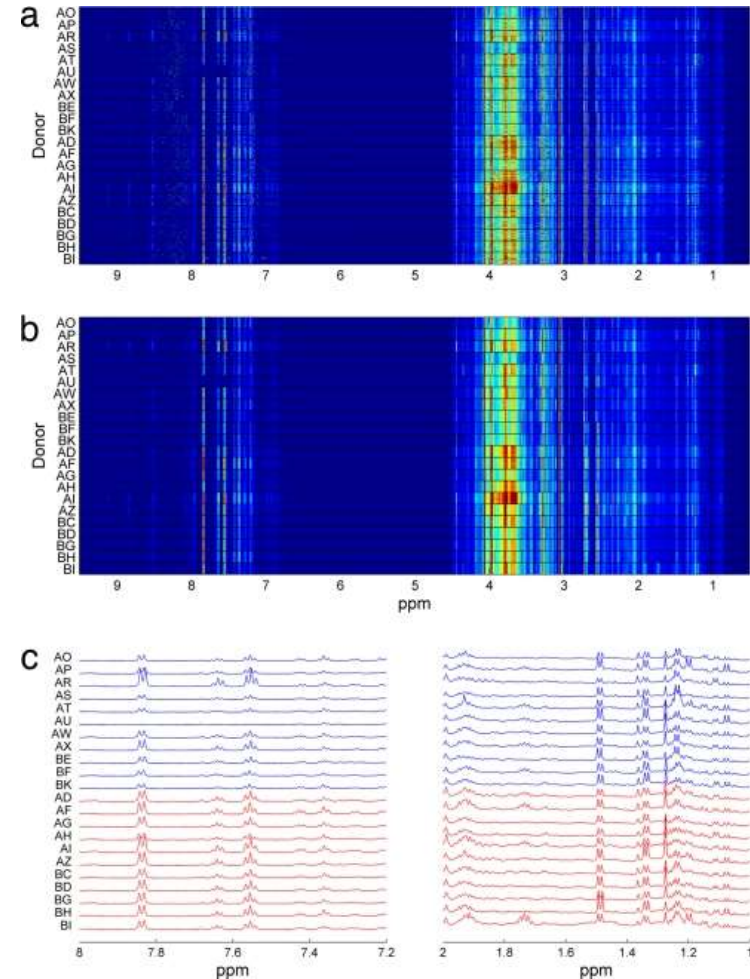 a
Donor
AO
AP
AR
AS
AT
AU
AW
AX
BE
BF
BK
AD
AF
AG
AH
AI
AZ
BC
BD
BG
BH
BI
9 8 7 6 5 4 3 2 1
b
Donor
AO
AP
AR
AS
AT
AU
AW
AX
BE
BF
BK
AD
AF
AG
AH
AI
AZ
BC
BD
BG
BH
BI
9 8 7 6 5 4 3 2 1
ppm
c
AO
AP
AR
AS
AT
AU
AW
AX
BE
BF
BK
AD
AF
AG
AH
AI
AZ
BC
BD
BG
BH
BI
8 7.8 7.6 7.4 7.2
ppm
2 1.8 1.6 1.4 1.2 1
ppm